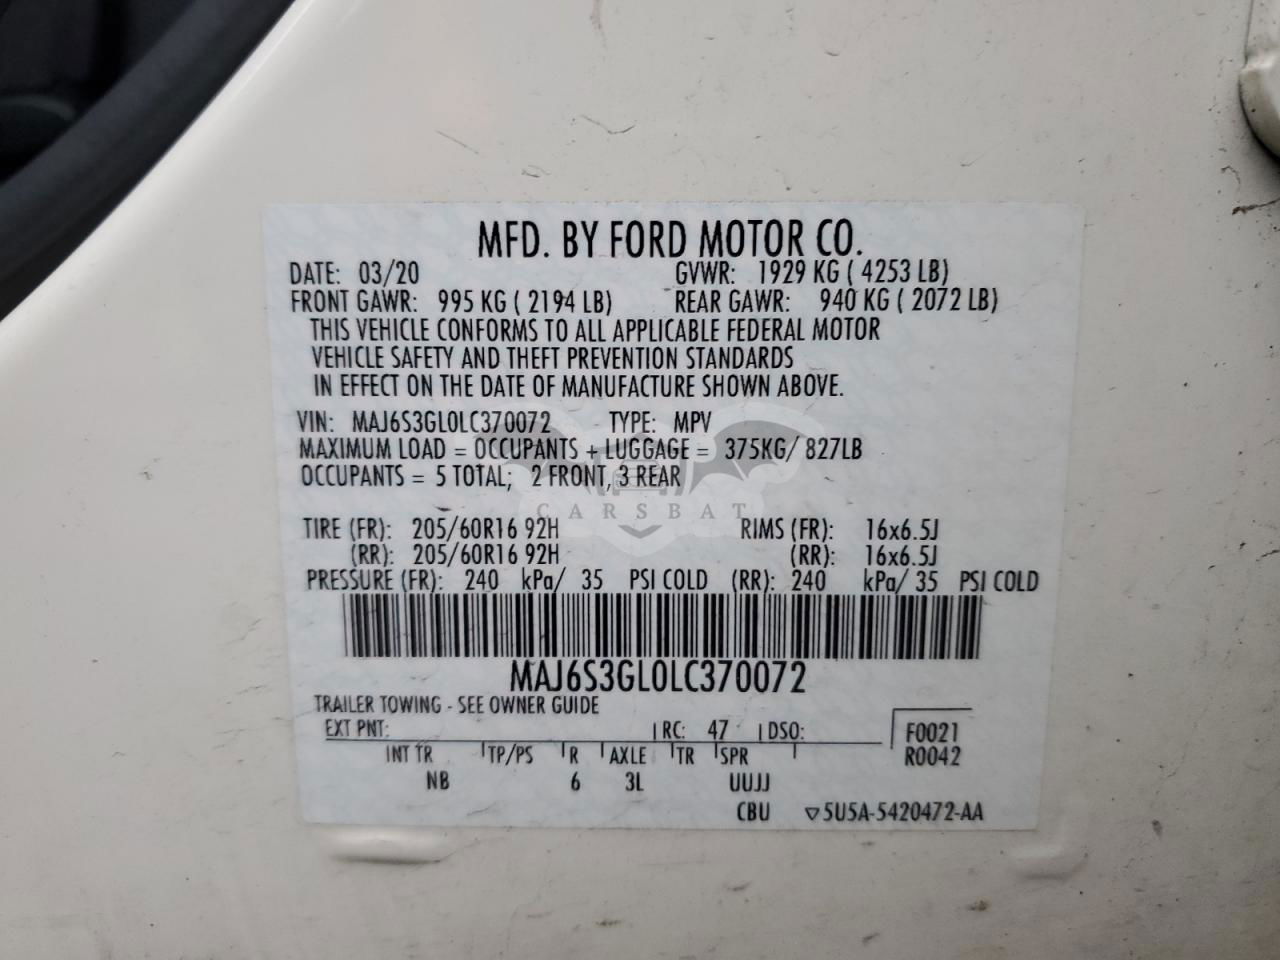 MFD. BY FORD MOTOR CO.
DATE: 03/20 GVWR: 1929 KG ( 4253 LB)
FRONT GAWR: 995 KG ( 2194 LB) REAR GAWR: 940 KG ( 2072 LB)
THIS VEHICLE CONFORMS TO ALL APPLICABLE FEDERAL MOTOR
VEHICLE SAFETY AND THEFT PREVENTION STANDARDS
IN EFFECT ON THE DATE OF MANUFACTURE SHOWN ABOVE.
VIN: MAJ6S3GL0LC370072 TYPE: MPV
MAXIMUM LOAD = OCCUPANTS + LUGGAGE = 375KG/ 827LB
OCCUPANTS = 5 TOTAL; 2 FRONT, 3 REAR
CARSBAT
TIRE (FR): 205/60R16 92H RIMS (FR): 16x6.5J
(RR): 205/60R16 92H (RR): 16x6.5J
PRESSURE (FR): 240 kPa/ 35 PSI COLD (RR): 240 kPa/ 35 PSI COLD
MAJ6S3GL0LC370072
TRAILER TOWING - SEE OWNER GUIDE
EXT PNT: RC: 47 DSO: F0021
INT TR TP/PS R AXLE TR SPR R0042
NB 6 3L UUJJ
CBU ▽5U5A-5420472-AA